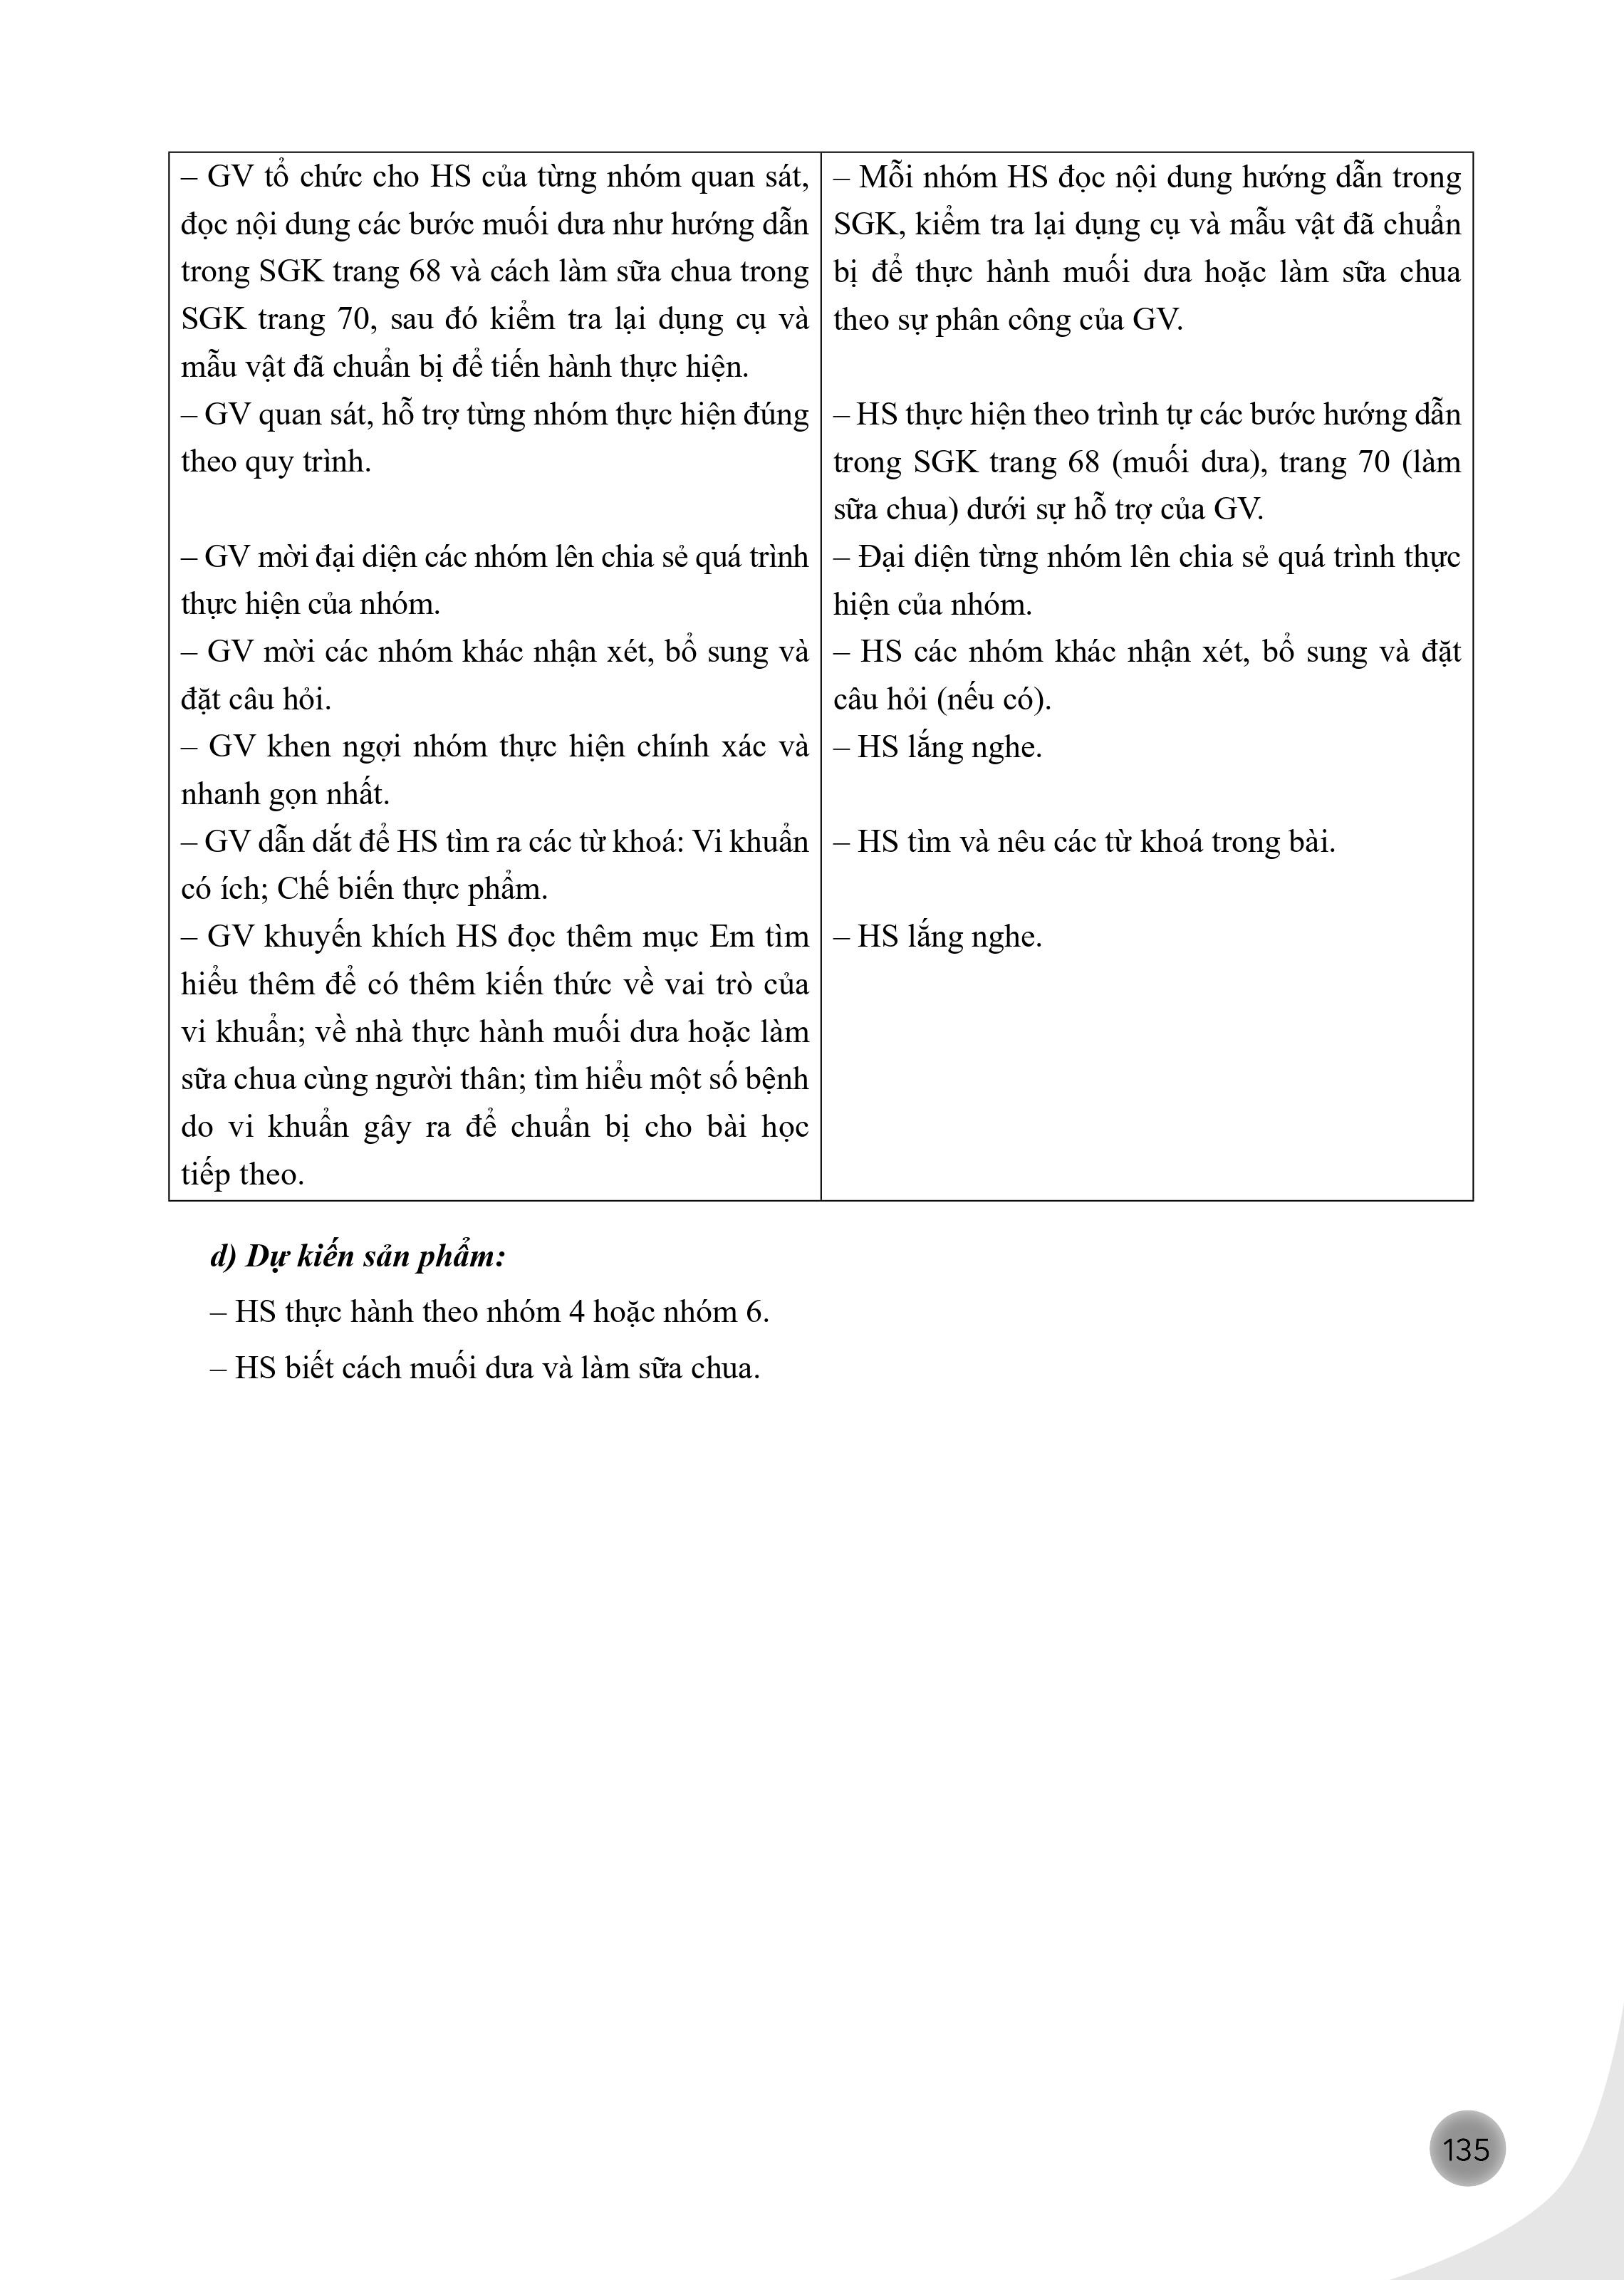 – GV tổ chức cho HS của từng nhóm quan sát,
đọc nội dung các bước muối dưa như hướng dẫn
trong SGK trang 68 và cách làm sữa chua trong
SGK trang 70, sau đó kiểm tra lại dụng cụ và
mẫu vật đã chuẩn bị để tiến hành thực hiện.
– GV quan sát, hỗ trợ từng nhóm thực hiện đúng
theo quy trình.
– GV mời đại diện các nhóm lên chia sẻ quá trình
thực hiện của nhóm.
– GV mời các nhóm khác nhận xét, bổ sung và
đặt câu hỏi.
– GV khen ngợi nhóm thực hiện chính xác và
nhanh gọn nhất.
– GV dẫn dắt để HS tìm ra các từ khoá: Vi khuẩn
có ích; Chế biến thực phẩm.
– GV khuyến khích HS đọc thêm mục Em tìm
hiểu thêm để có thêm kiến thức về vai trò của
vi khuẩn; về nhà thực hành muối dưa hoặc làm
sữa chua cùng người thân; tìm hiểu một số bệnh
do vi khuẩn gây ra để chuẩn bị cho bài học
tiếp theo.
– Mỗi nhóm HS đọc nội dung hướng dẫn trong
SGK, kiểm tra lại dụng cụ và mẫu vật đã chuẩn
bị để thực hành muối dưa hoặc làm sữa chua
theo sự phân công của GV.
– HS thực hiện theo trình tự các bước hướng dẫn
trong SGK trang 68 (muối dưa), trang 70 (làm
sữa chua) dưới sự hỗ trợ của GV.
– Đại diện từng nhóm lên chia sẻ quá trình thực
hiện của nhóm.
– HS các nhóm khác nhận xét, bổ sung và đặt
câu hỏi (nếu có).
– HS lắng nghe.
– HS tìm và nêu các từ khoá trong bài.
– HS lắng nghe.
d) Dự kiến sản phẩm:
– HS thực hành theo nhóm 4 hoặc nhóm 6.
– HS biết cách muối dưa và làm sữa chua.
135